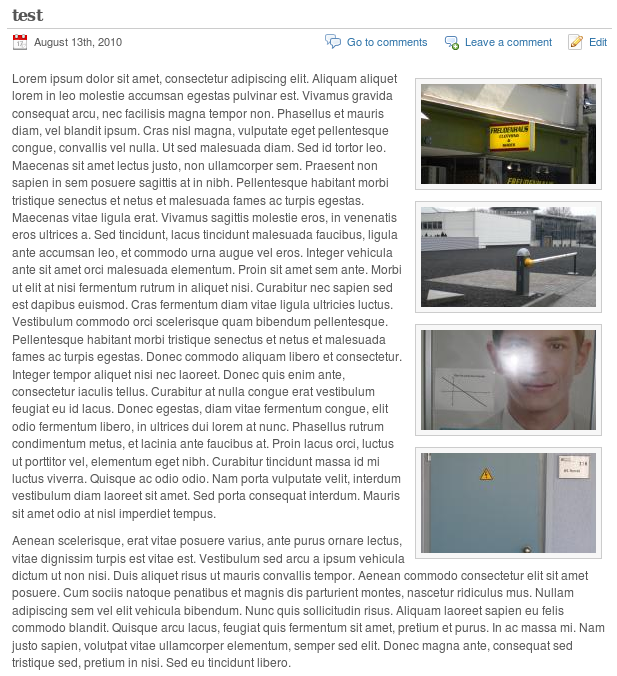 test
August 13th, 2010
Go to comments
Leave a comment
Edit
Lorem ipsum dolor sit amet, consectetur adipiscing elit. Aliquam aliquet
lorem in leo molestie accumsan egestas pulvinar est. Vivamus gravida
consequat arcu, nec facilisis magna tempor non. Phasellus et mauris
diam, vel blandit ipsum. Cras nisl magna, vulputate eget pellentesque
congue, convallis vel nulla. Ut sed malesuada diam. Sed id tortor leo.
Maecenas sit amet lectus justo, non ullamcorper sem. Praesent non
sapien in sem posuere sagittis at in nibh. Pellentesque habitant morbi
tristique senectus et netus et malesuada fames ac turpis egestas.
Maecenas vitae ligula erat. Vivamus sagittis molestie eros, in venenatis
eros ultrices a. Sed tincidunt, lacus tincidunt malesuada faucibus, ligula
ante accumsan leo, et commodo urna augue vel eros. Integer vehicula
ante sit amet orci malesuada elementum. Proin sit amet sem ante. Morbi
ut elit at nisi fermentum rutrum in aliquet nisi. Curabitur nec sapien sed
est dapibus euismod. Cras fermentum diam vitae ligula ultricies luctus.
Vestibulum commodo orci scelerisque quam bibendum pellentesque.
Pellentesque habitant morbi tristique senectus et netus et malesuada
fames ac turpis egestas. Donec commodo aliquam libero et consectetur.
Integer tempor aliquet nisi nec laoreet. Donec quis enim ante,
consectetur iaculis tellus. Curabitur at nulla congue erat vestibulum
feugiat eu id lacus. Donec egestas, diam vitae fermentum congue, elit
odio fermentum libero, in ultrices dui lorem at nunc. Phasellus rutrum
condimentum metus, et lacinia ante faucibus at. Proin lacus orci, luctus
ut porttitor vel, elementum eget nibh. Curabitur tincidunt massa id mi
luctus viverra. Quisque ac odio odio. Nam porta vulputate velit, interdum
vestibulum diam laoreet sit amet. Sed porta consequat interdum. Mauris
sit amet odio at nisl imperdiet tempus.
Aenean scelerisque, erat vitae posuere varius, ante purus ornare lectus,
vitae dignissim turpis est vitae est. Vestibulum sed arcu a ipsum vehicula
dictum ut non nisi. Duis aliquet risus ut mauris convallis tempor. Aenean commodo consectetur elit sit amet
posuere. Cum sociis natoque penatibus et magnis dis parturient montes, nascetur ridiculus mus. Nullam
adipiscing sem vel elit vehicula bibendum. Nunc quis sollicitudin risus. Aliquam laoreet sapien eu felis
commodo blandit. Quisque arcu lacus, feugiat quis fermentum sit amet, pretium et purus. In ac massa mi. Nam
justo sapien, volutpat vitae ullamcorper elementum, semper sed elit. Donec magna ante, consequat sed
tristique sed, pretium in nisi. Sed eu tincidunt libero.
FREUDENHAUS
FREUDENHAUS